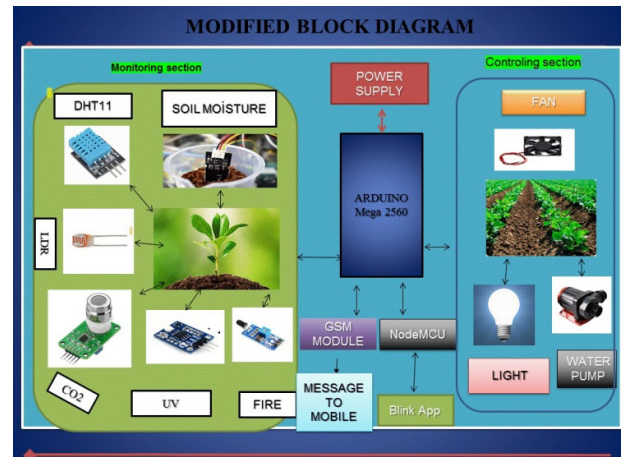 MODIFIED BLOCK DIAGRAM
Monitoring section
Controling section
POWER
SUPPLY
DHT11
SOIL MOİSTURE
FAN
ARDUINO
Mega 2560
LDR
GSM
MODULE
NodeMCU
LIGHT
WATER
PUMP
MESSAGE
TO
MOBILE
Blink App
CO2
UV
FIRE